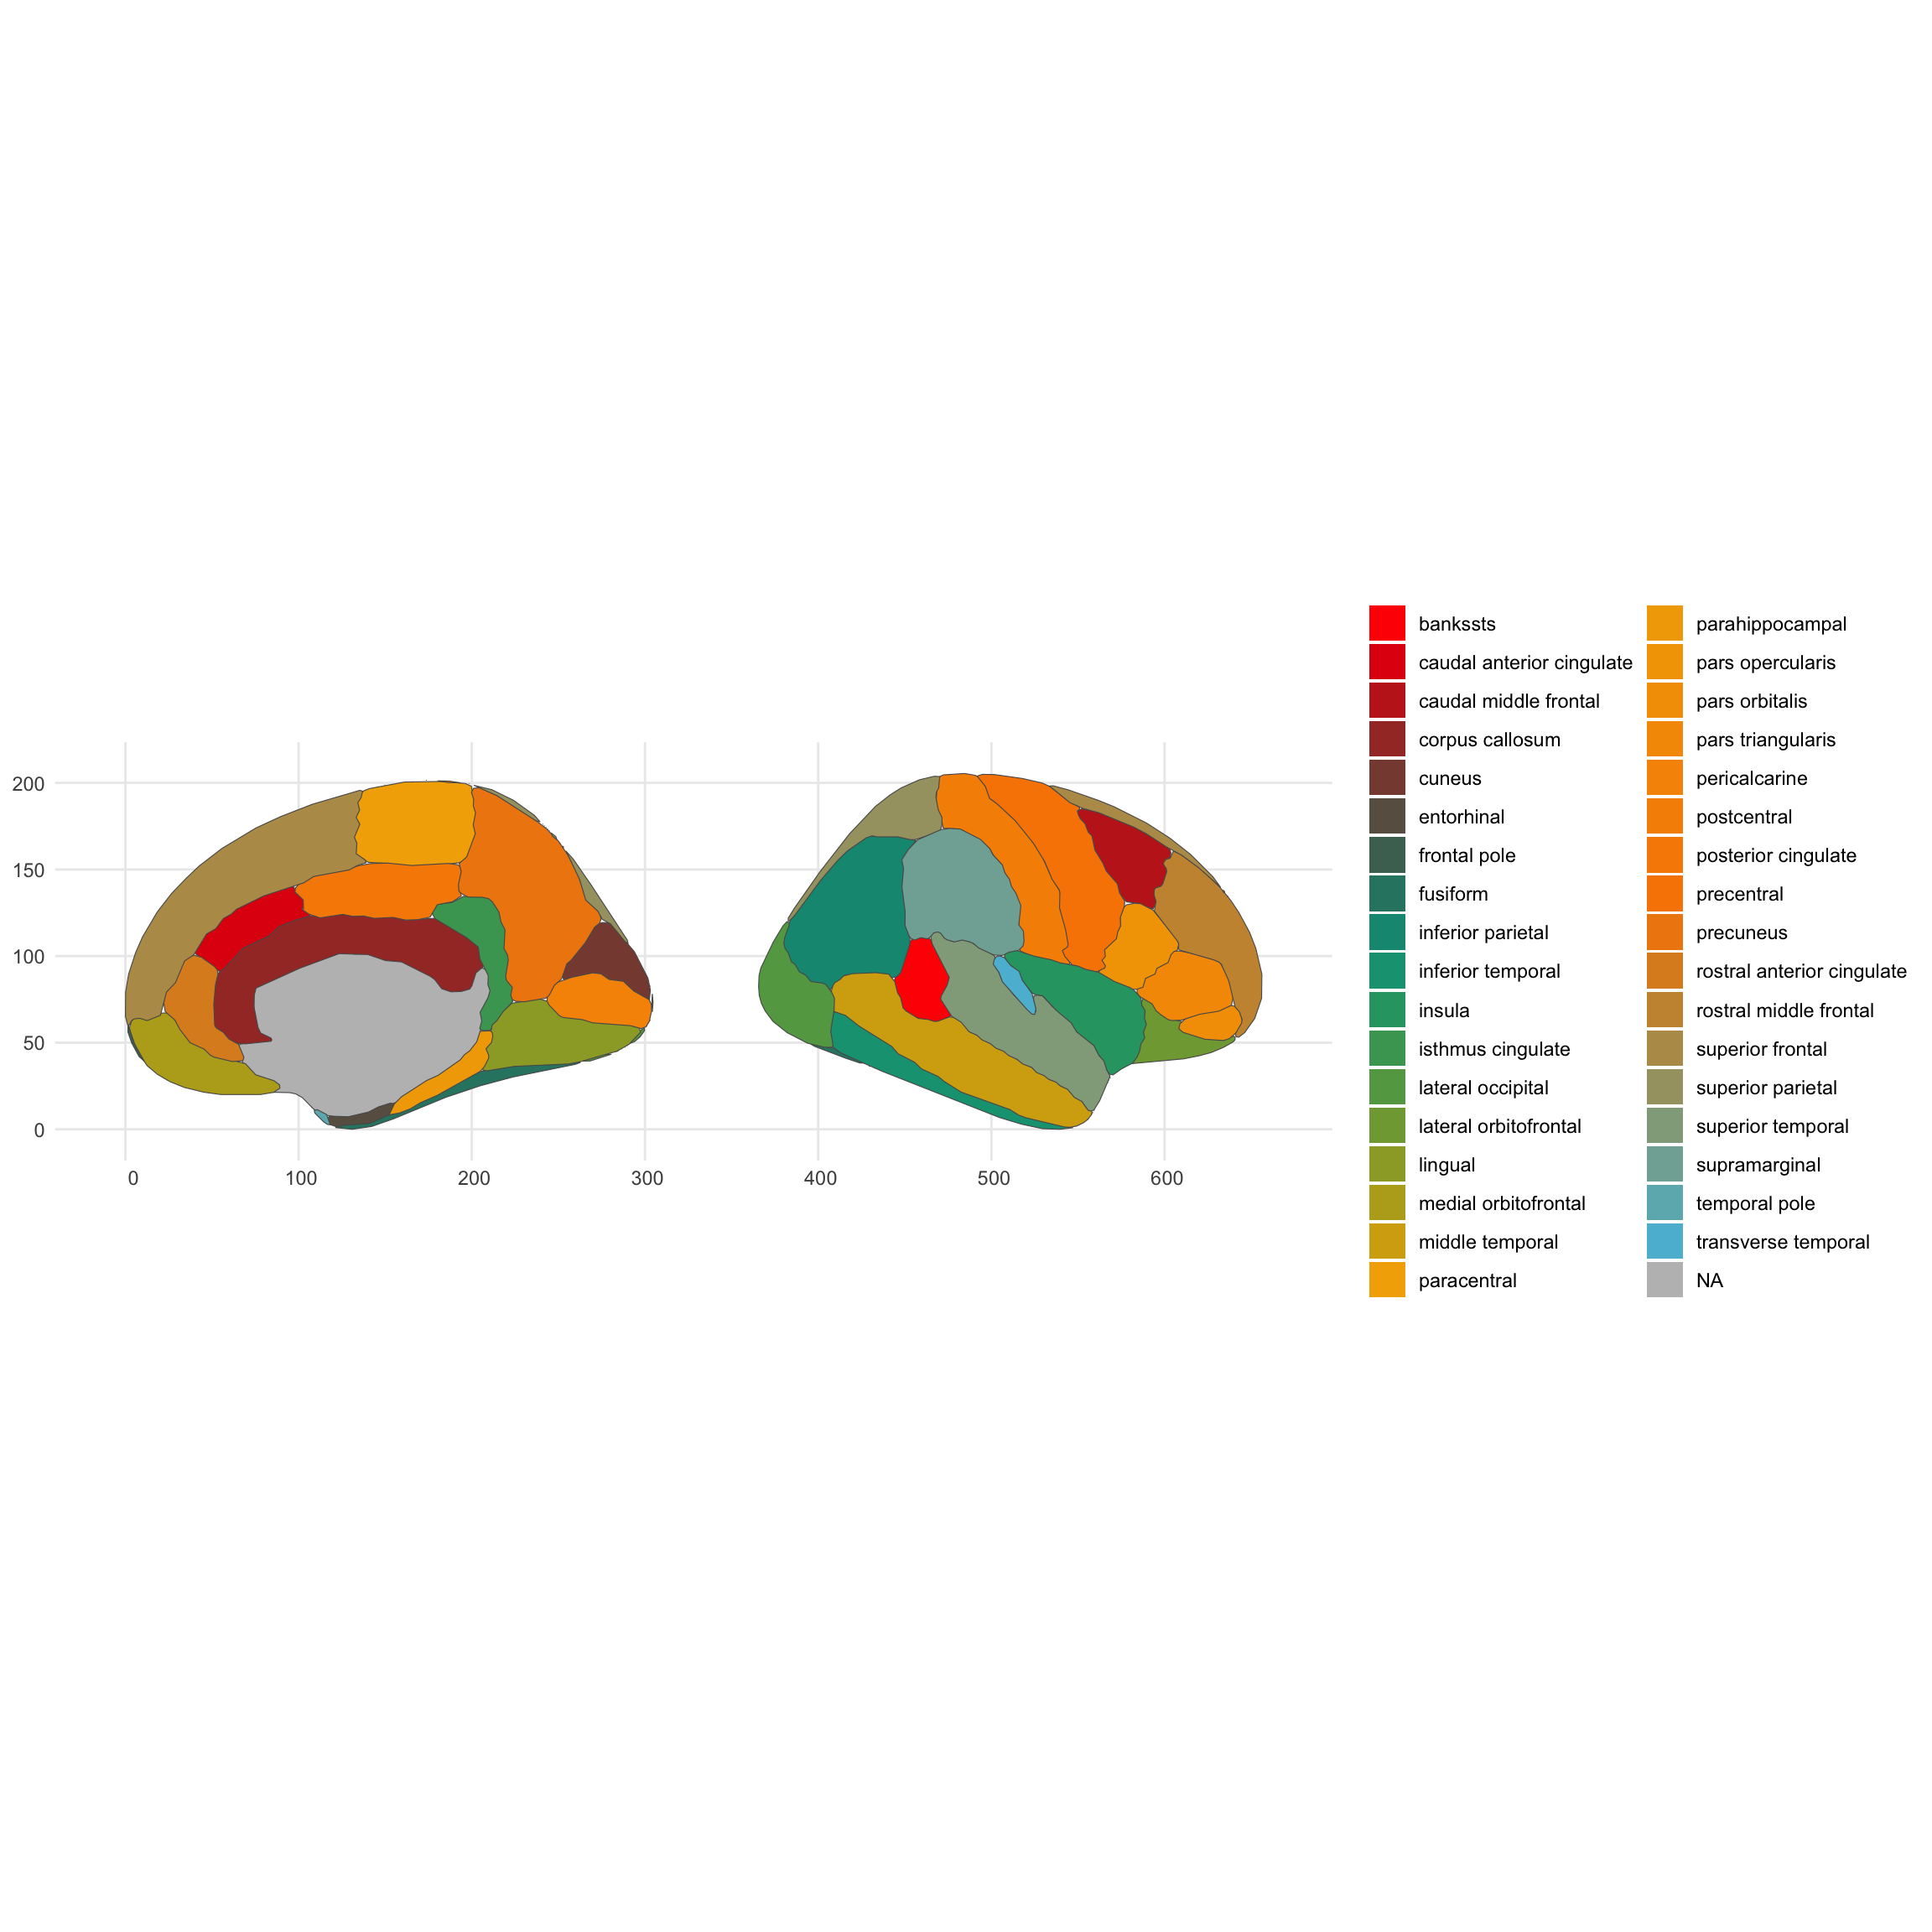 200
150
100
50
0
0
100
200
300
400
500
600
bankssts
caudal anterior cingulate
caudal middle frontal
corpus callosum
cuneus
entorhinal
frontal pole
fusiform
inferior parietal
inferior temporal
insula
isthmus cingulate
lateral occipital
lateral orbitofrontal
lingual
medial orbitofrontal
middle temporal
paracentral
parahippocampal
pars opercularis
pars orbitalis
pars triangularis
pericalcarine
postcentral
posterior cingulate
precentral
precuneus
rostral anterior cingulate
rostral middle frontal
superior frontal
superior parietal
superior temporal
supramarginal
temporal pole
transverse temporal
NA